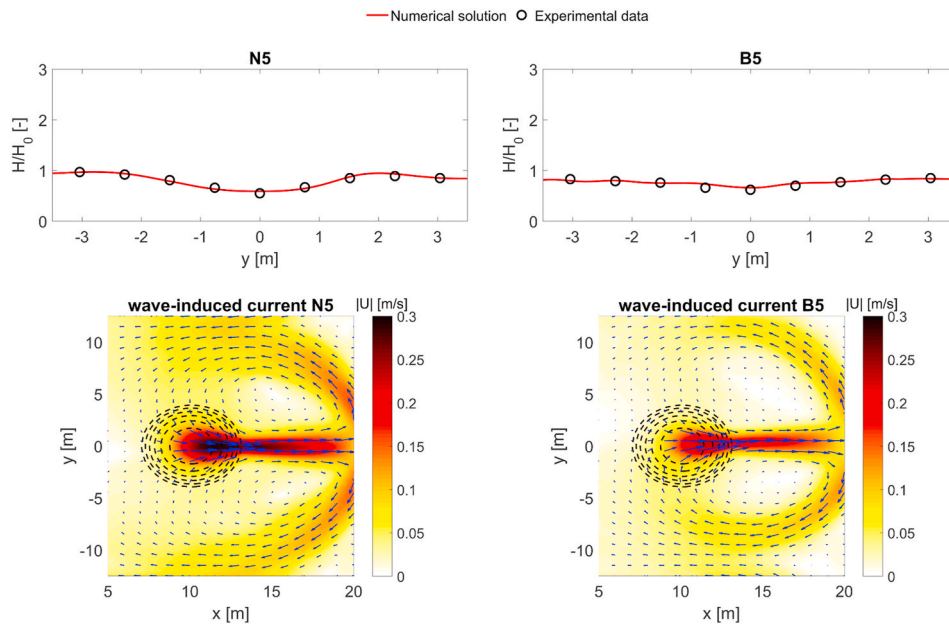 Numerical solution Experimental data
N5
3
2
1
0
H/H0 [-]
-3 -2 -1 0 1 2 3
y [m]
B5
3
2
1
0
H/H0 [-]
-3 -2 -1 0 1 2 3
y [m]
wave-induced current N5
|U| [m/s]
10
5
0
-5
-10
y [m]
5 10 15 20
x [m]
0.3
0.25
0.2
0.15
0.1
0.05
0
wave-induced current B5
|U| [m/s]
10
5
0
-5
-10
y [m]
5 10 15 20
x [m]
0.3
0.25
0.2
0.15
0.1
0.05
0